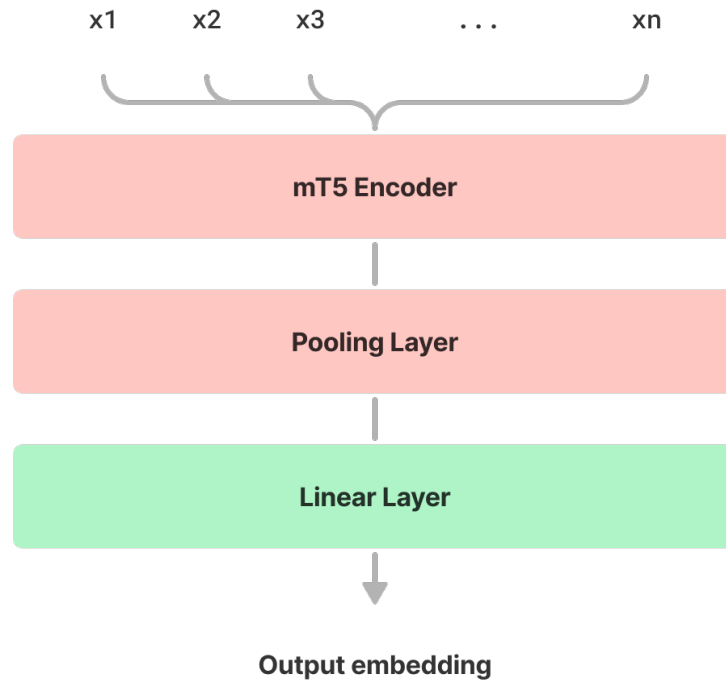 x1 x2 x3 ... xn
mT5 Encoder
Pooling Layer
Linear Layer
Output embedding